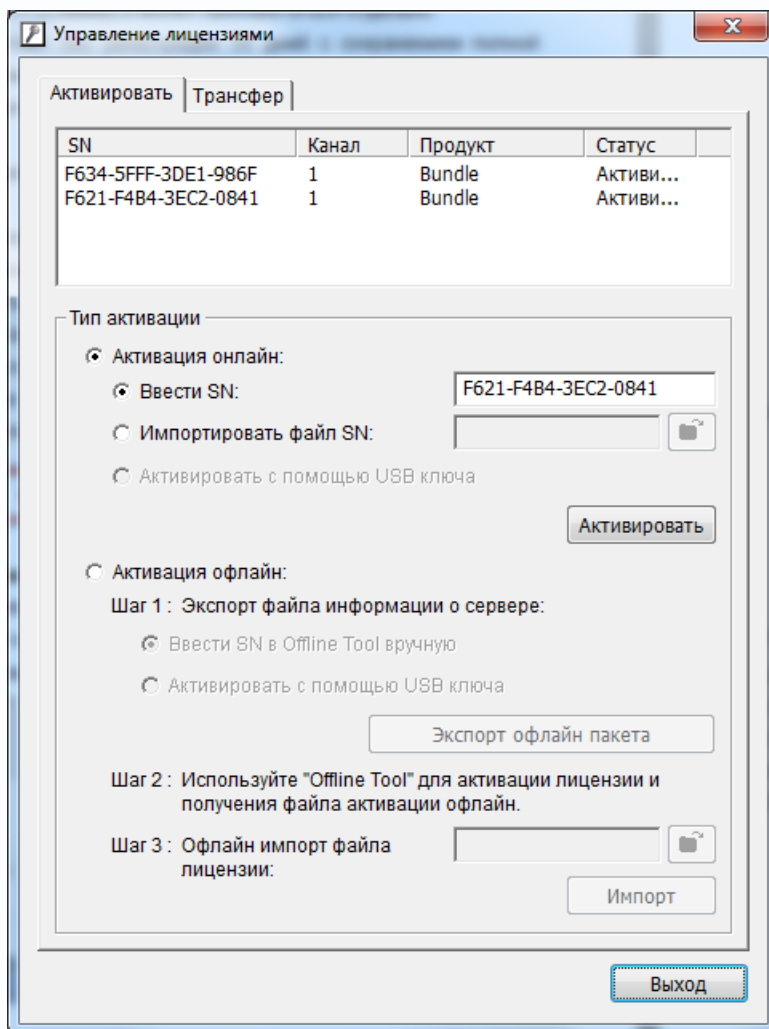 Управление лицензиями
Активировать Трансфер
SN Канал Продукт Статус
F634-5FFF-3DE1-986F 1 Bundle Активи...
F621-F4B4-3EC2-0841 1 Bundle Активи...
Тип активации
Активация онлайн:
Ввести SN: F621-F4B4-3EC2-0841
Импортировать файл SN:
Активировать с помощью USB ключа
Активировать
Активация офлайн:
Шаг 1 : Экспорт файла информации о сервере:
Ввести SN в Offline Tool вручную
Активировать с помощью USB ключа
Экспорт офлайн пакета
Шаг 2 : Используйте "Offline Tool" для активации лицензии и
получения файла активации офлайн.
Шаг 3 : Офлайн импорт файла
лицензии:
Импорт
Выход